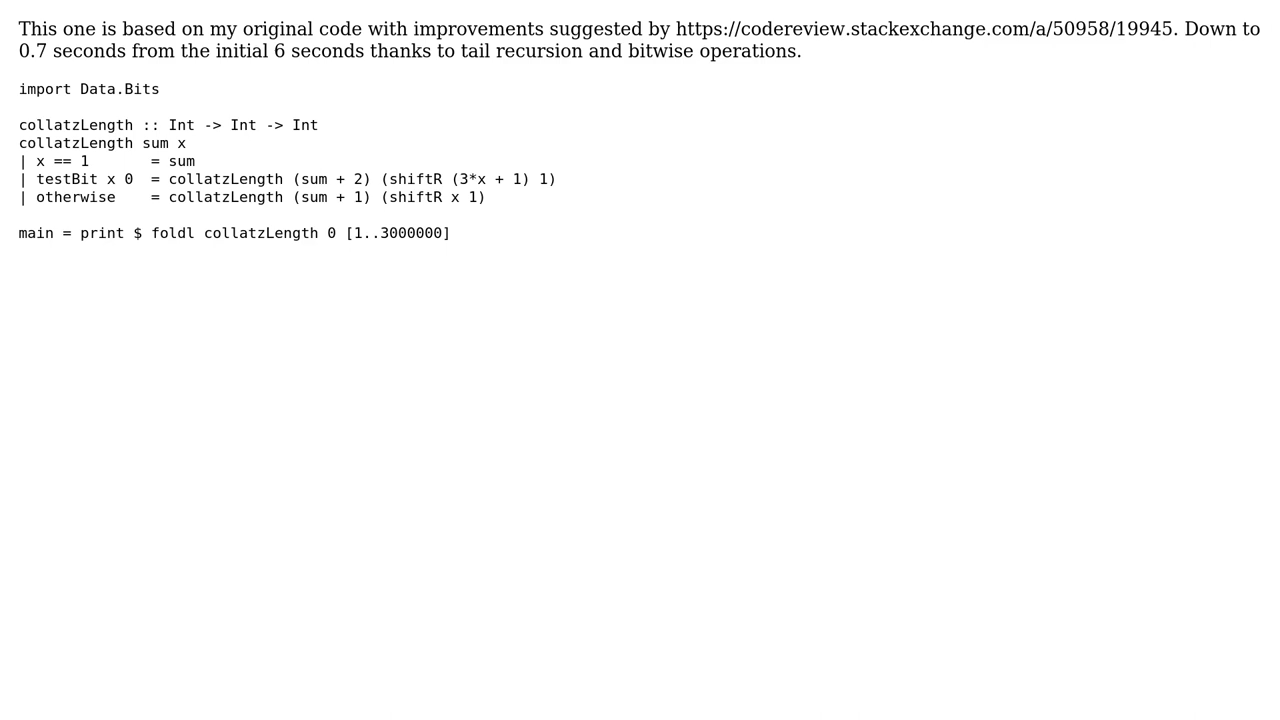 This one is based on my original code with improvements suggested by https://codereview.stackexchange.com/a/50958/19945. Down to
0.7 seconds from the initial 6 seconds thanks to tail recursion and bitwise operations.
import Data.Bits
collatzLength :: Int -> Int -> Int
collatzLength sum x
| x == 1       = sum
| testBit x 0  = collatzLength (sum + 2) (shiftR (3*x + 1) 1)
| otherwise    = collatzLength (sum + 1) (shiftR x 1)
main = print $ foldl collatzLength 0 [1..3000000]